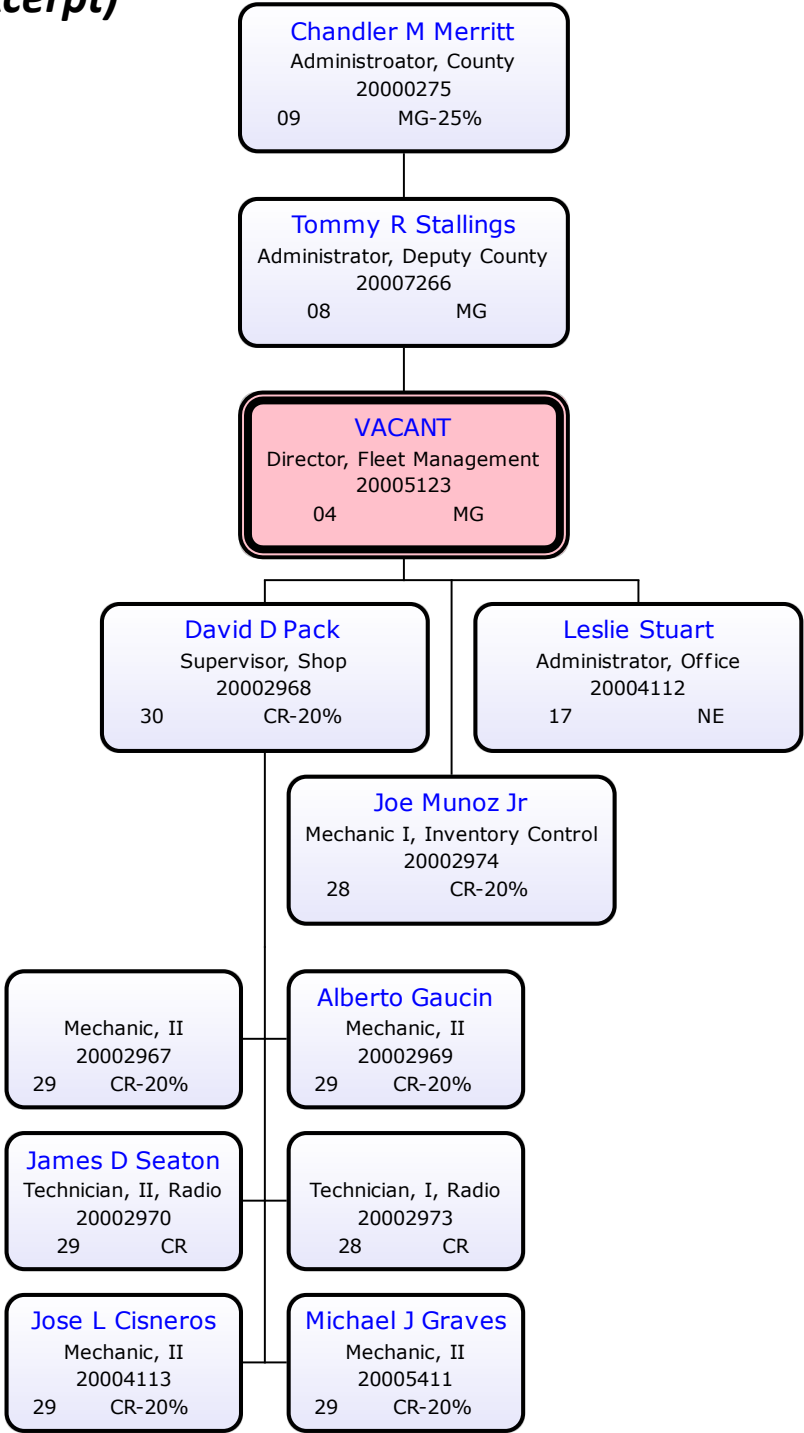 Chandler M Merritt
Administroator, County
20000275
09 MG-25%
Tommy R Stallings
Administrator, Deputy County
20007266
08 MG
VACANT
Director, Fleet Management
20005123
04 MG
David D Pack
Supervisor, Shop
20002968
30 CR-20%
Leslie Stuart
Administrator, Office
20004112
17 NE
Joe Munoz Jr
Mechanic I, Inventory Control
20002974
28 CR-20%
Mechanic, II
20002967
29 CR-20%
Alberto Gaucin
Mechanic, II
20002969
29 CR-20%
James D Seaton
Technician, II, Radio
20002970
29 CR
Technician, I, Radio
20002973
28 CR
Jose L Cisneros
Mechanic, II
20004113
29 CR-20%
Michael J Graves
Mechanic, II
20005411
29 CR-20%